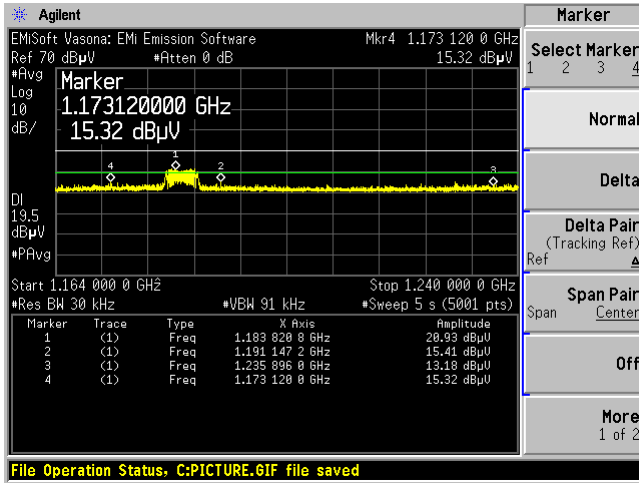 Agilent
Marker
EMiSoft Vasona: EMi Emission Software
Mkr4 1.173 120 0 GHz
Ref 70 dBµV
#Atten 0 dB
15.32 dBµV
#Avg
Log
10
dB/
Marker
1.173120000 GHz
15.32 dBµV
4
1
2
3
DI
19.5
dBµV
#PAvg
Start 1.164 000 0 GHz
Stop 1.240 000 0 GHz
#Res BW 30 kHz
#VBW 91 kHz
#Sweep 5 s (5001 pts)
Marker Trace Type X Axis Amplitude
1 (1) Freq 1.183 820 8 GHz 20.93 dBµV
2 (1) Freq 1.191 147 2 GHz 15.41 dBµV
3 (1) Freq 1.235 896 0 GHz 13.18 dBµV
4 (1) Freq 1.173 120 0 GHz 15.32 dBµV
Select Marker
1 2 3 4
Normal
Delta
Delta Pair
(Tracking Ref)
Ref Δ
Span Pair
Span Center
Off
More
1 of 2
File Operation Status, C:PICTURE.GIF file saved